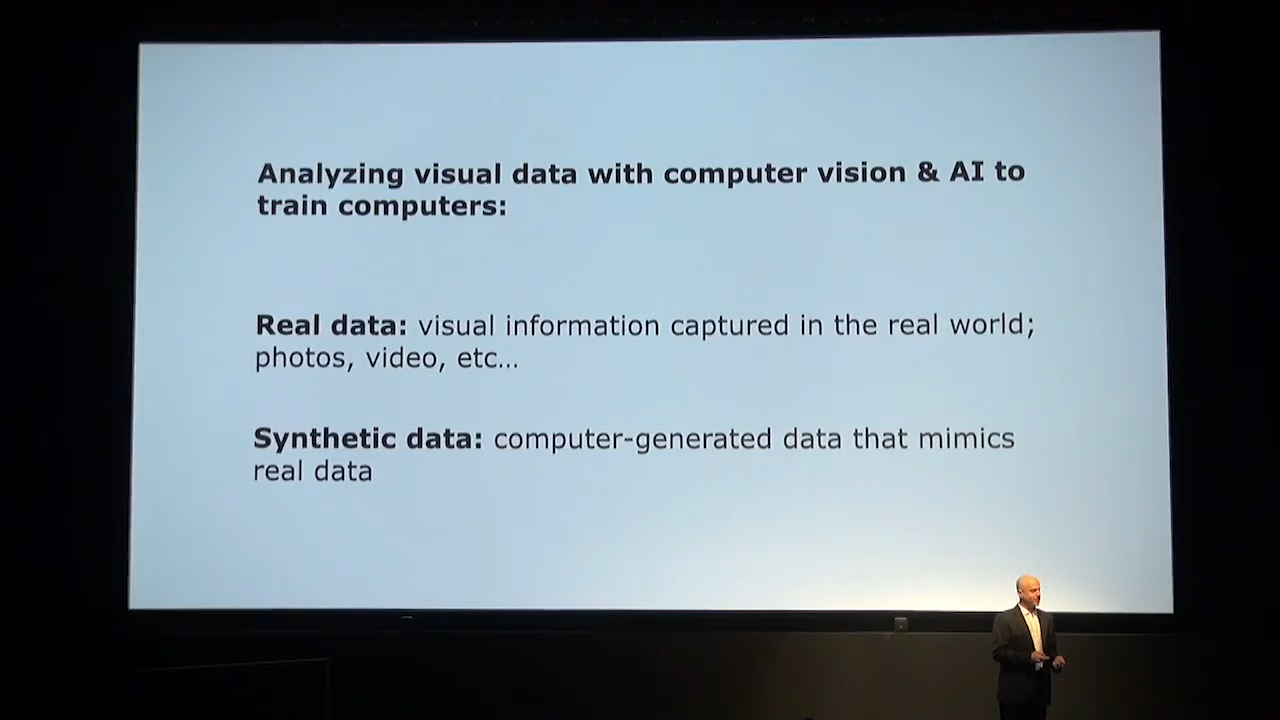 Analyzing visual data with computer vision & AI to
train computers:
Real data: visual information captured in the real world;
photos, video, etc...
Synthetic data: computer-generated data that mimics
real data